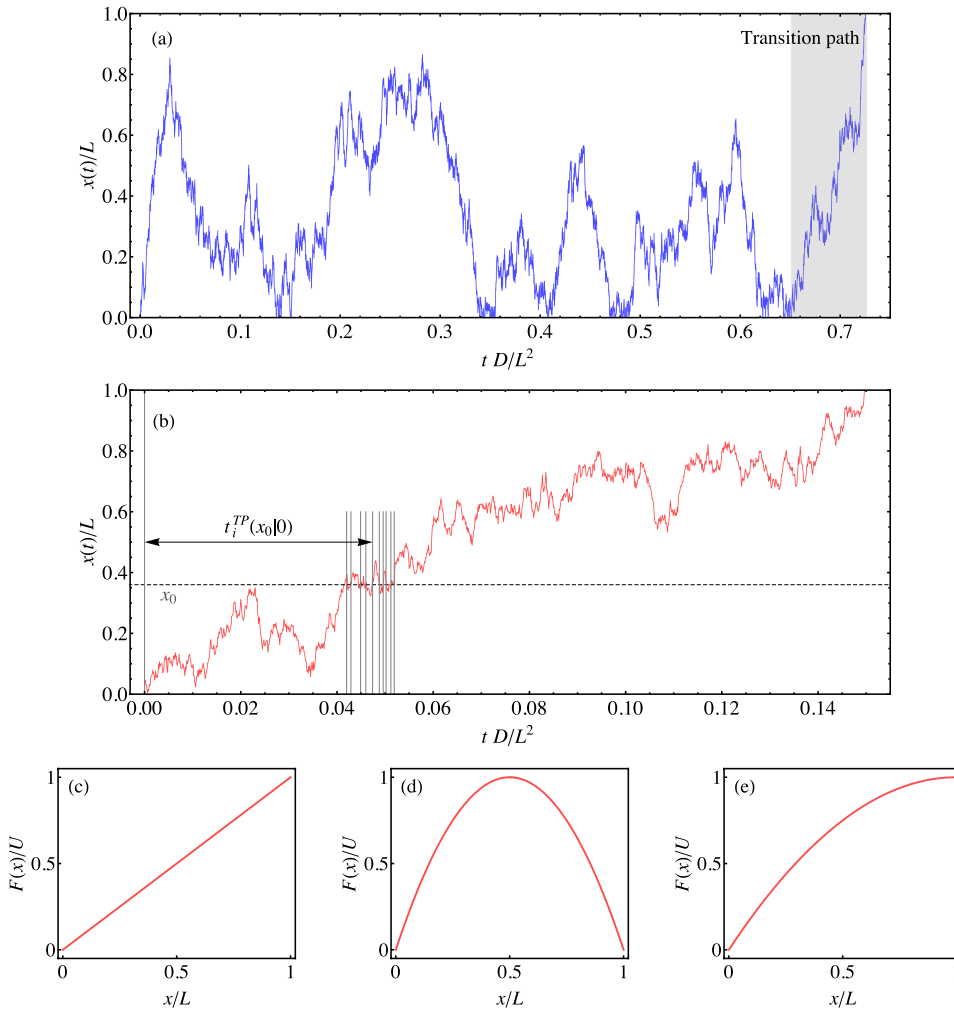 (a)
Transition path
x(t)/L
1.0
0.8
0.6
0.4
0.2
0.0
0.0 0.1 0.2 0.3 0.4 0.5 0.6 0.7
t D/L²
(b)
x(t)/L
1.0
0.8
0.6
0.4
0.2
0.0
t_i^{TP}(x₀|0)
x₀
0.00 0.02 0.04 0.06 0.08 0.10 0.12 0.14
t D/L²
(c)
F(x)/U
1
0.5
0
0 0.5 1
x/L
(d)
F(x)/U
1
0.5
0
0 0.5 1
x/L
(e)
F(x)/U
1
0.5
0
0 0.5
x/L